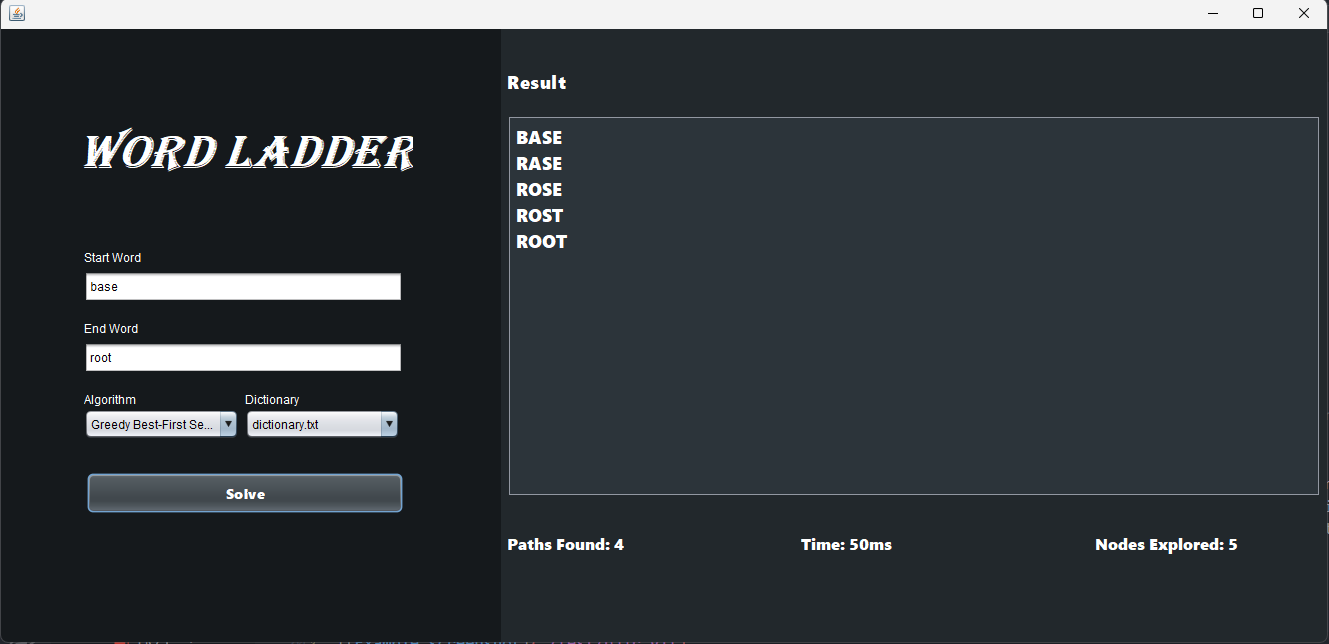 WORD LADDER
Start Word
base
End Word
root
Algorithm
Dictionary
Greedy Best-First Se...
dictionary.txt
Solve
Result
BASE
RASE
ROSE
ROST
ROOT
Paths Found: 4
Time: 50ms
Nodes Explored: 5